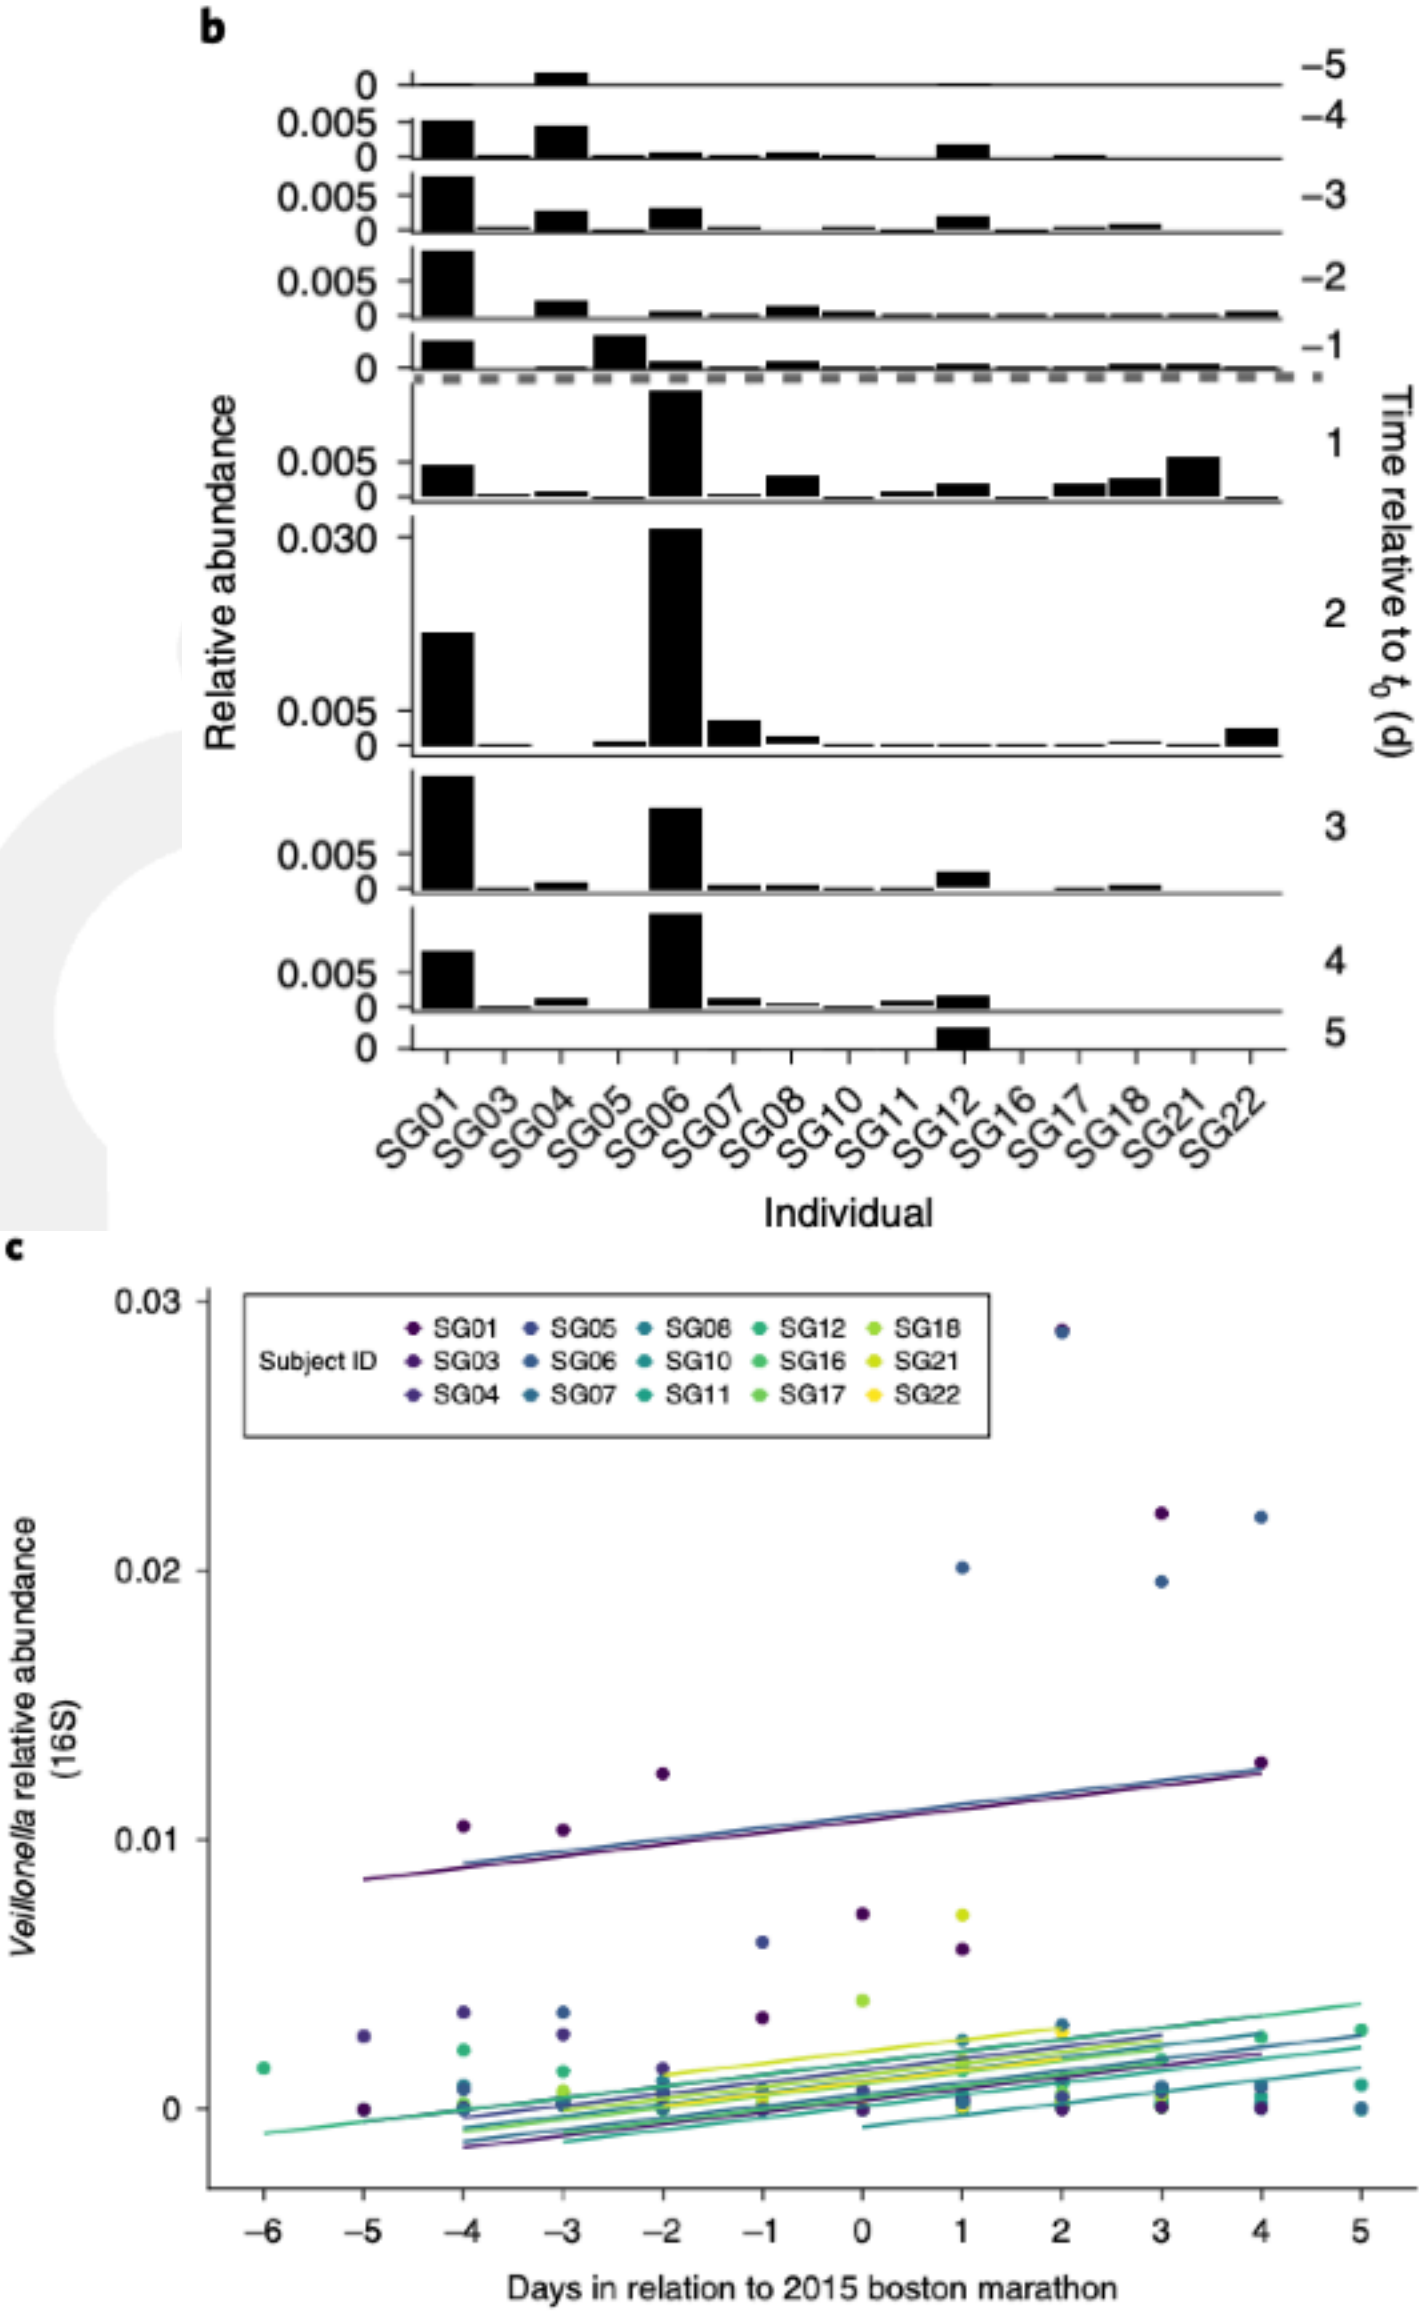 b
0 −5
0.005 −4
0
0.005 −3
0
0.005 −2
0
0 −1
0.005 1
0
0.030
2
0.005
0
0.005 3
0
0.005 4
0
0 5
Relative abundance
Time relative to t0 (d)
SG01 SG03 SG04 SG05 SG06 SG07 SG08 SG10 SG11 SG12 SG16 SG17 SG18 SG21 SG22
Individual
c
0.03
Subject ID
SG01 SG05 SG08 SG12 SG18
SG03 SG06 SG10 SG16 SG21
SG04 SG07 SG11 SG17 SG22
0.02
0.01
0
Veillonella relative abundance
(16S)
−6 −5 −4 −3 −2 −1 0 1 2 3 4 5
Days in relation to 2015 boston marathon